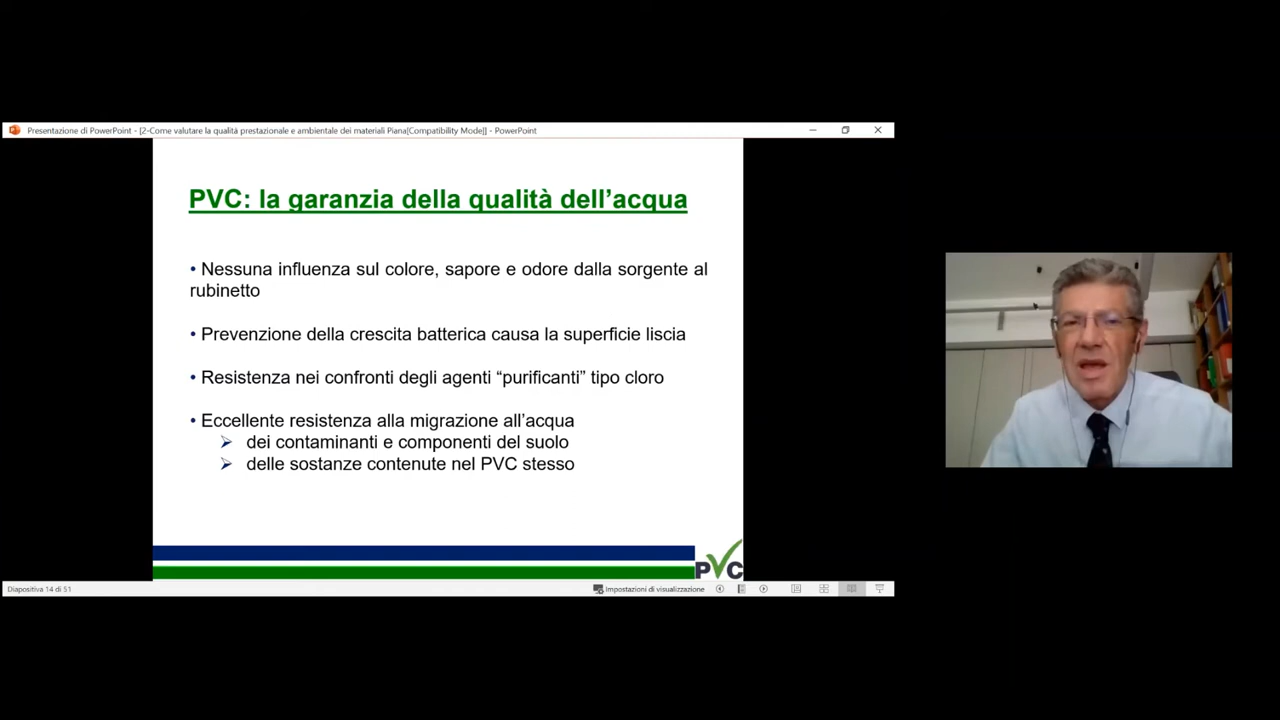 Presentazione di PowerPoint - [2-Come valutare la qualità prestazionale e ambientale dei materiali Piana[Compatibility Mode]] - PowerPoint
PVC: la garanzia della qualità dell’acqua
• Nessuna influenza sul colore, sapore e odore dalla sorgente al
rubinetto
• Prevenzione della crescita batterica causa la superficie liscia
• Resistenza nei confronti degli agenti “purificanti” tipo cloro
• Eccellente resistenza alla migrazione all’acqua
➢ dei contaminanti e componenti del suolo
➢ delle sostanze contenute nel PVC stesso
PVC
Diapositiva 14 di 51
Impostazioni di visualizzazione